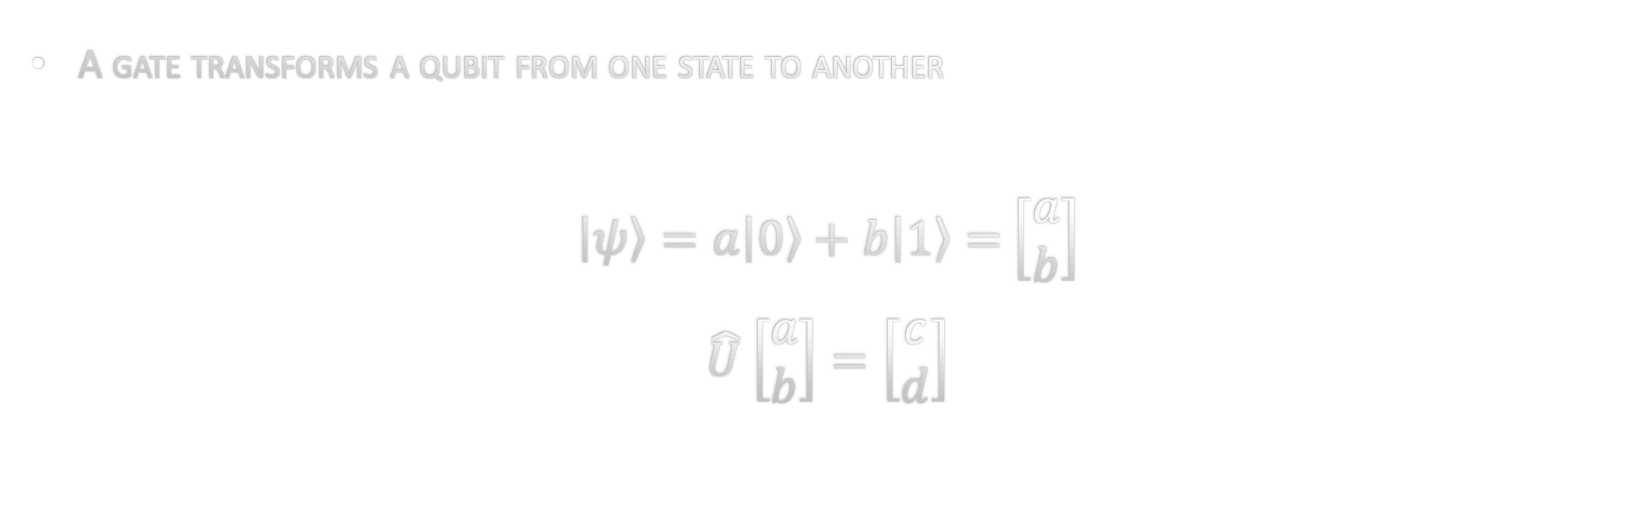 ◦ A GATE TRANSFORMS A QUBIT FROM ONE STATE TO ANOTHER
|ψ⟩ = a|0⟩ + b|1⟩ = [a b]
Û [a b] = [c d]